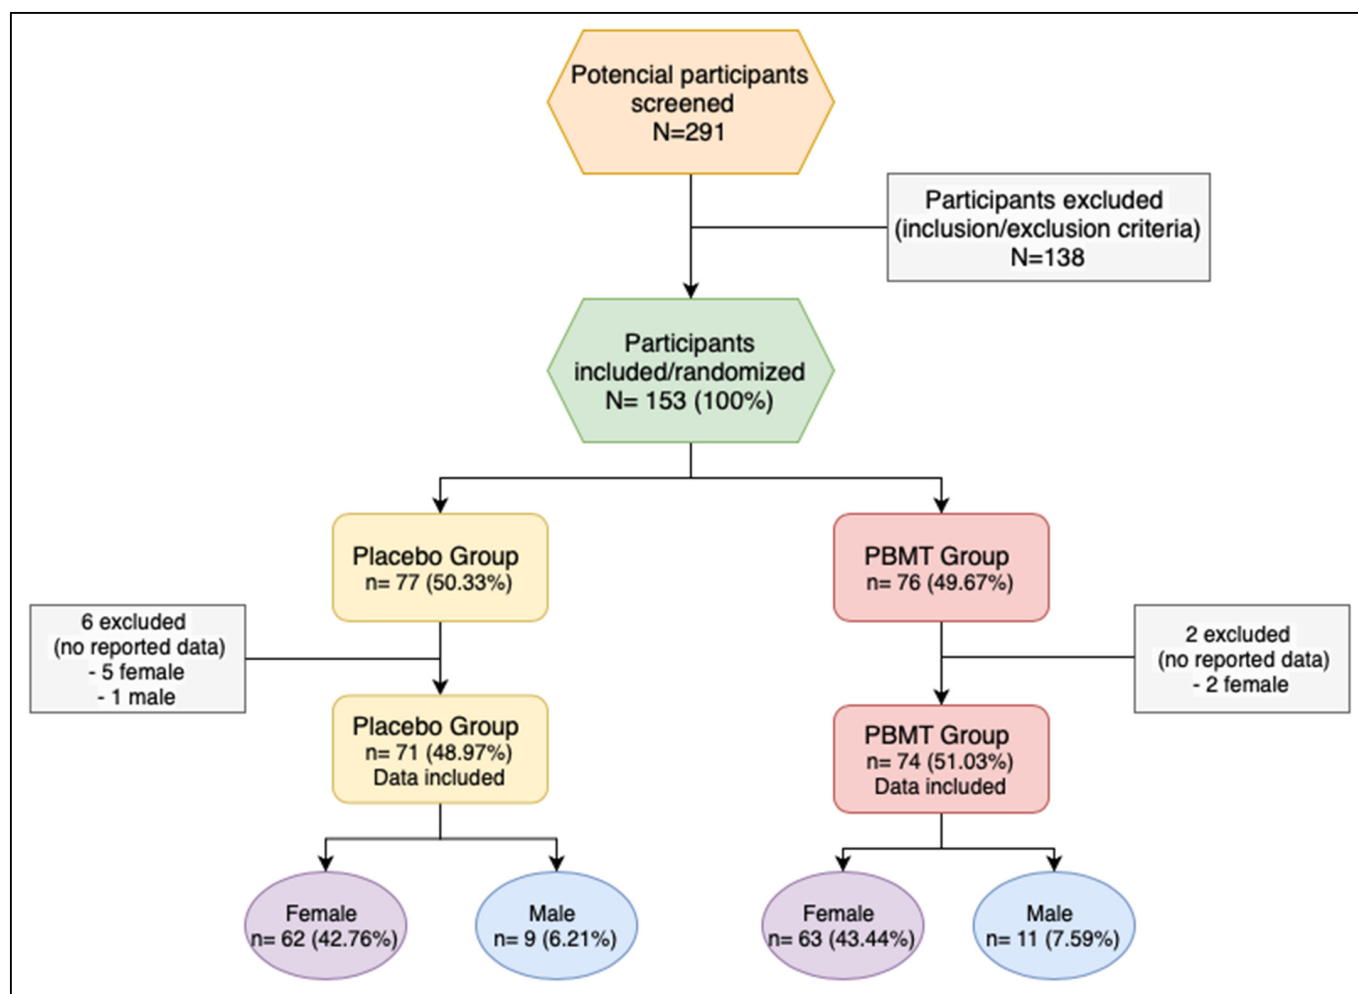 Potencial participants
screened
N=291
Participants excluded
(inclusion/exclusion criteria)
N=138
Participants
included/randomized
N= 153 (100%)
Placebo Group
n= 77 (50.33%)
PBMT Group
n= 76 (49.67%)
6 excluded
(no reported data)
- 5 female
- 1 male
2 excluded
(no reported data)
- 2 female
Placebo Group
n= 71 (48.97%)
Data included
PBMT Group
n= 74 (51.03%)
Data included
Female
n= 62 (42.76%)
Male
n= 9 (6.21%)
Female
n= 63 (43.44%)
Male
n= 11 (7.59%)